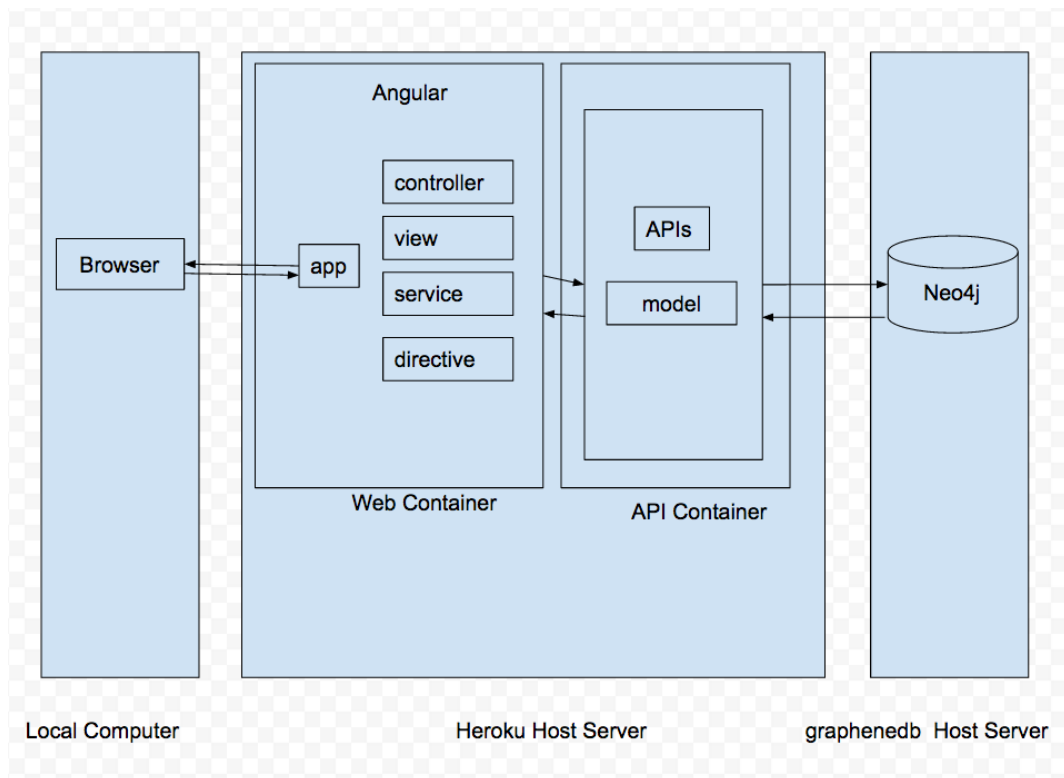 Angular
controller
view
service
directive
app
Browser
APIs
model
Neo4j
Web Container
API Container
Local Computer
Heroku Host Server
graphenedb Host Server